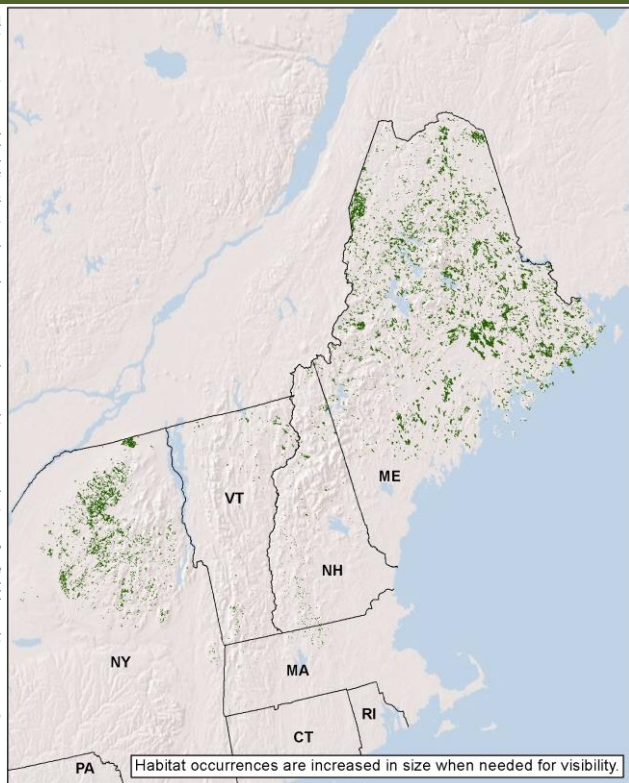 ME
VT
NH
NY
MA
RI
CT
PA
Habitat occurrences are increased in size when needed for visibility.